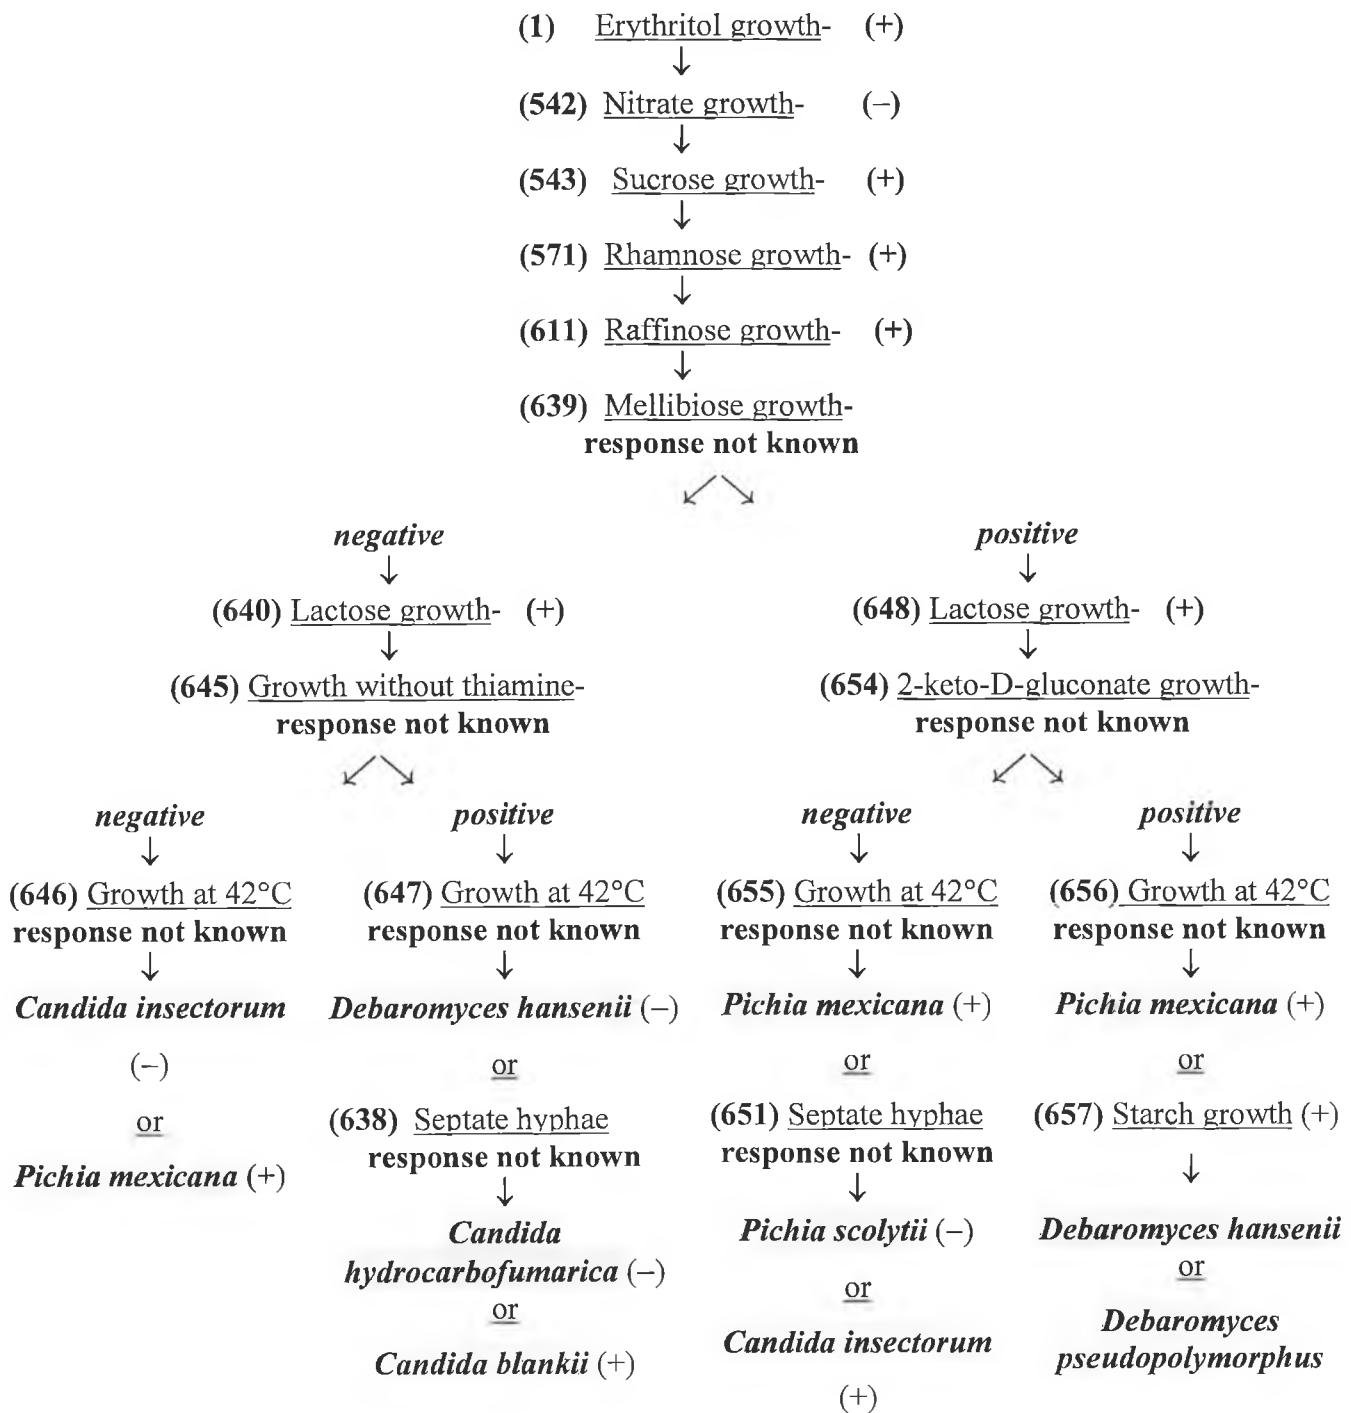 (1) Erythritol growth- (+)
↓
(542) Nitrate growth- (–)
↓
(543) Sucrose growth- (+)
↓
(571) Rhamnose growth- (+)
↓
(611) Raffinose growth- (+)
↓
(639) Mellibiose growth-
response not known
↙ ↘
negative positive
↓ ↓
(640) Lactose growth- (+) (648) Lactose growth- (+)
↓ ↓
(645) Growth without thiamine- (654) 2-keto-D-gluconate growth-
response not known response not known
↙ ↘ ↙ ↘
negative positive negative positive
↓ ↓ ↓ ↓
(646) Growth at 42°C (647) Growth at 42°C (655) Growth at 42°C (656) Growth at 42°C
response not known response not known response not known response not known
↓ ↓ ↓ ↓
Candida insectorum Debaromyces hansenii (–) Pichia mexicana (+) Pichia mexicana (+)
(–) or or or
or (638) Septate hyphae (651) Septate hyphae (657) Starch growth (+)
response not known response not known
Pichia mexicana (+) ↓ ↓ ↓
Candida Pichia scolytii (–) Debaromyces hansenii
hydrocarbofumarica (–) or or
or Candida insectorum Debaromyces
Candida blankii (+) (+) pseudopolymorphus